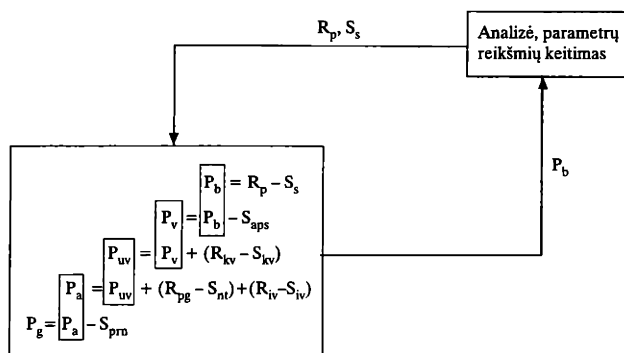 R_p, S_s
Analizė, parametrų
reikšmių keitimas
P_b
P_b = R_p – S_s
P_v = P_b – S_aps
P_uv = P_v + (R_kv – S_kv)
P_a = P_uv + (R_pg – S_nt)+(R_iv–S_iv)
P_g = P_a – S_prn